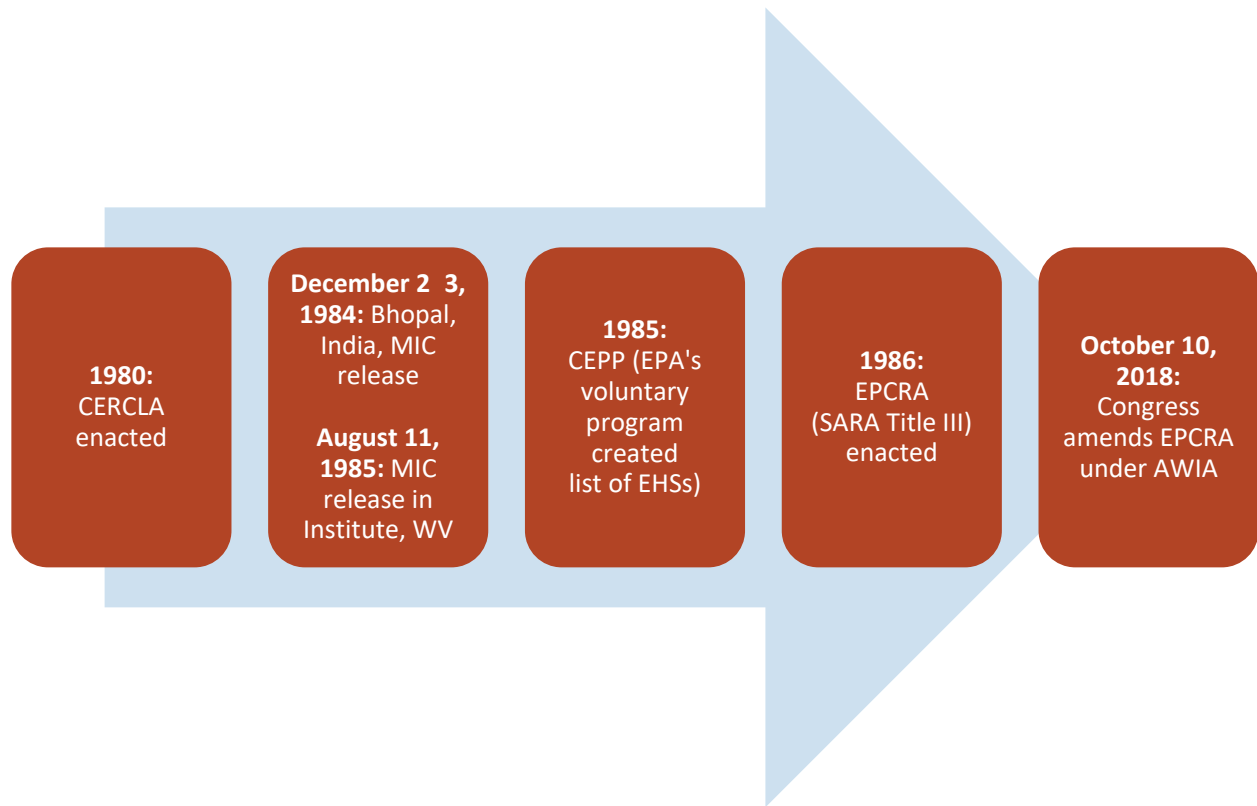 1980:
CERCLA
enacted
December 2  3,
1984: Bhopal,
India, MIC
release
August 11,
1985: MIC
release in
Institute, WV
1985:
CEPP (EPA's
voluntary
program
created
list of EHSs)
1986:
EPCRA
(SARA Title III)
enacted
October 10,
2018:
Congress
amends EPCRA
under AWIA